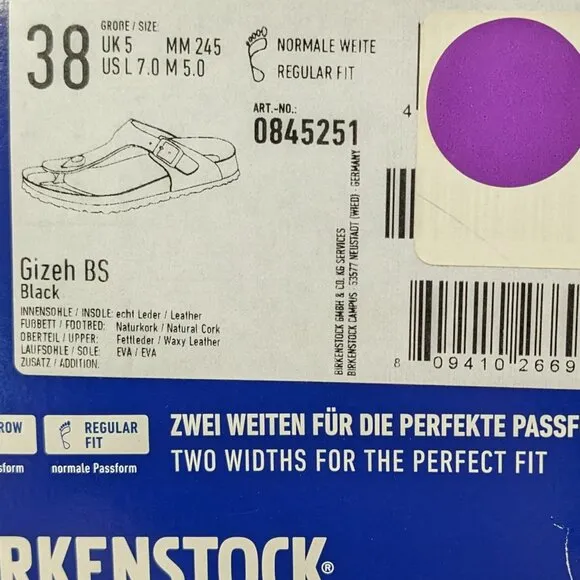 GRÖßE / SIZE
38
UK 5 MM 245
US L 7.0 M 5.0
NORMALE WEITE
REGULAR FIT
ART.-NO.:
0845251
4
Gizeh BS
Black
INNENSOHLE / INSOLE: echt Leder / Leather
FUßBETT / FOOTBED: Naturkork / Natural Cork
OBERTEIL / UPPER: Fettleder / Waxy Leather
LAUFSOHLE / SOLE: EVA / EVA
ZUSATZ / ADDITION:
BIRKENSTOCK GMBH & CO. KG SERVICES
BIRKENSTOCK CAMPUS · 53577 NEUSTADT (WIED) · GERMANY
8 09410 2669
ROW
sform
REGULAR
FIT
normale Passform
ZWEI WEITEN FÜR DIE PERFEKTE PASSF
TWO WIDTHS FOR THE PERFECT FIT
IRKENSTOCK®